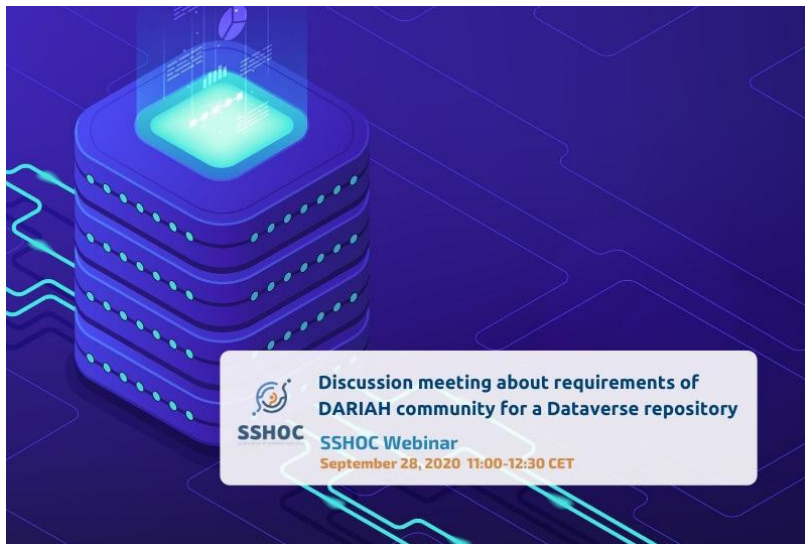 Discussion meeting about requirements of
DARIAH community for a Dataverse repository
SSHOC
SSHOC Webinar
September 28, 2020 11:00-12:30 CET